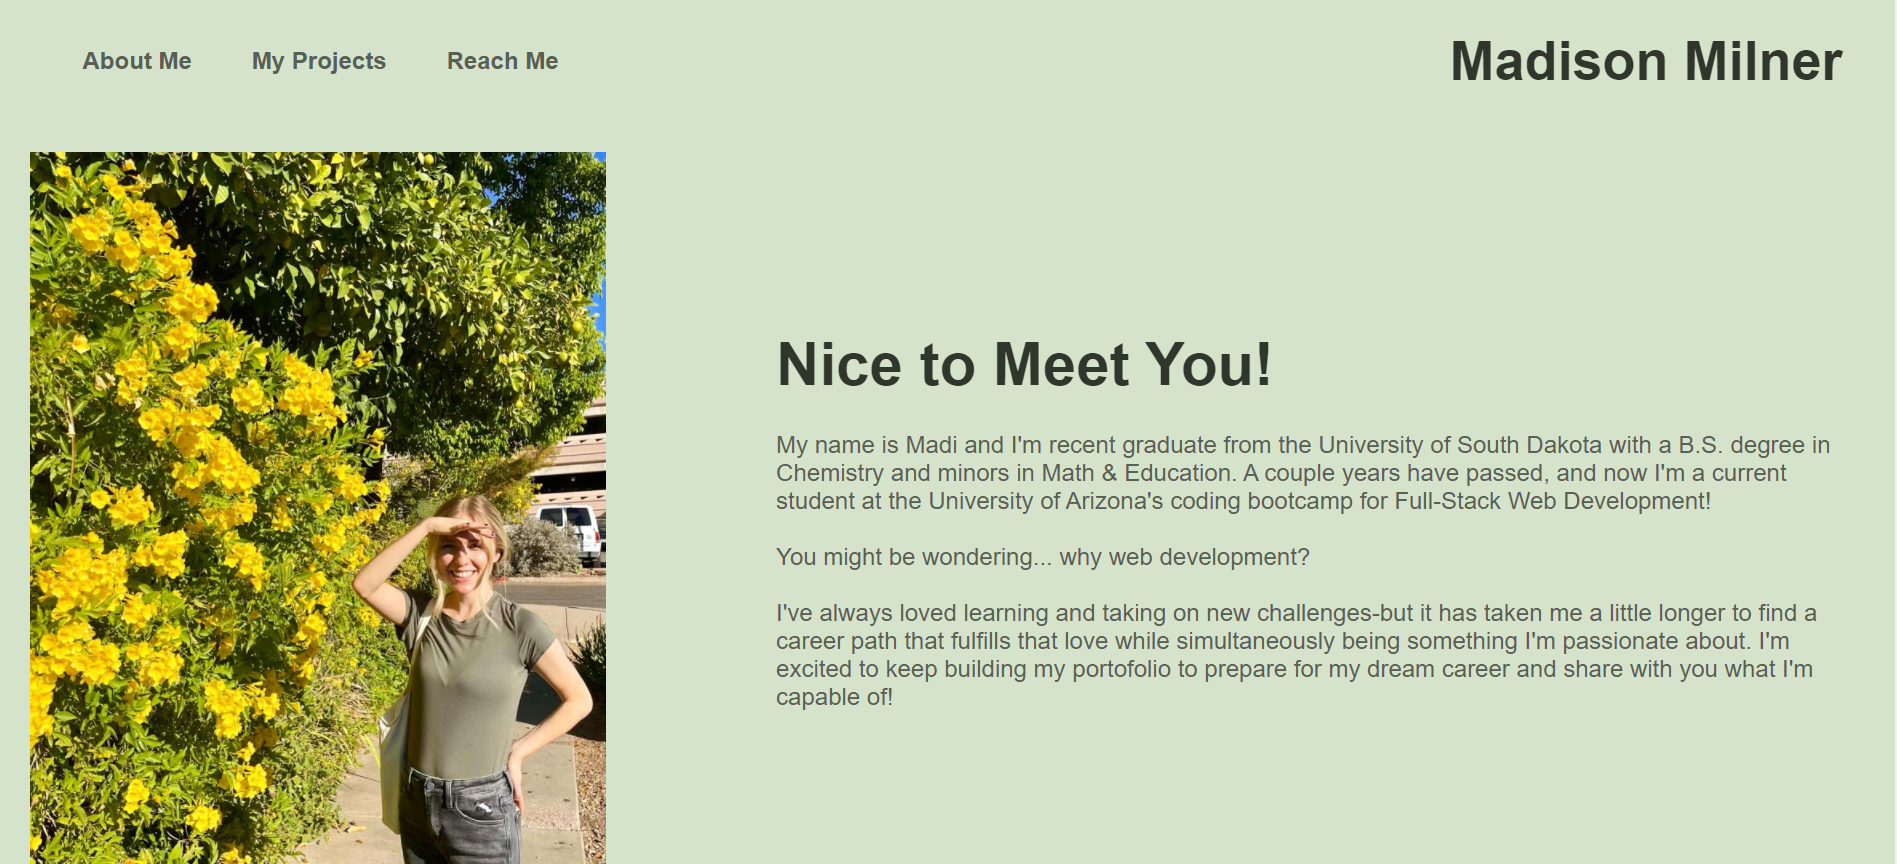 About Me
My Projects
Reach Me
Madison Milner
Nice to Meet You!
My name is Madi and I'm recent graduate from the University of South Dakota with a B.S. degree in
Chemistry and minors in Math & Education. A couple years have passed, and now I'm a current
student at the University of Arizona's coding bootcamp for Full-Stack Web Development!
You might be wondering... why web development?
I've always loved learning and taking on new challenges-but it has taken me a little longer to find a
career path that fulfills that love while simultaneously being something I'm passionate about. I'm
excited to keep building my portofolio to prepare for my dream career and share with you what I'm
capable of!